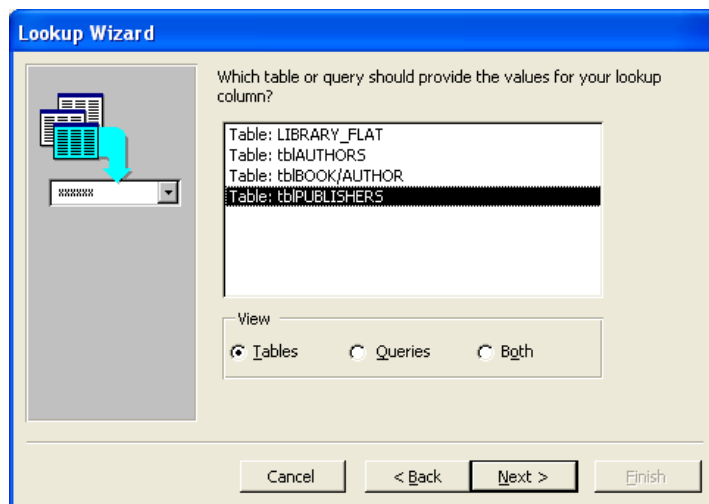 Lookup Wizard
Which table or query should provide the values for your lookup
column?
Table: LIBRARY_FLAT
Table: tblAUTHORS
Table: tblBOOK/AUTHOR
Table: tblPUBLISHERS
xxxxxx
View
Tables Queries Both
Cancel < Back Next > Finish